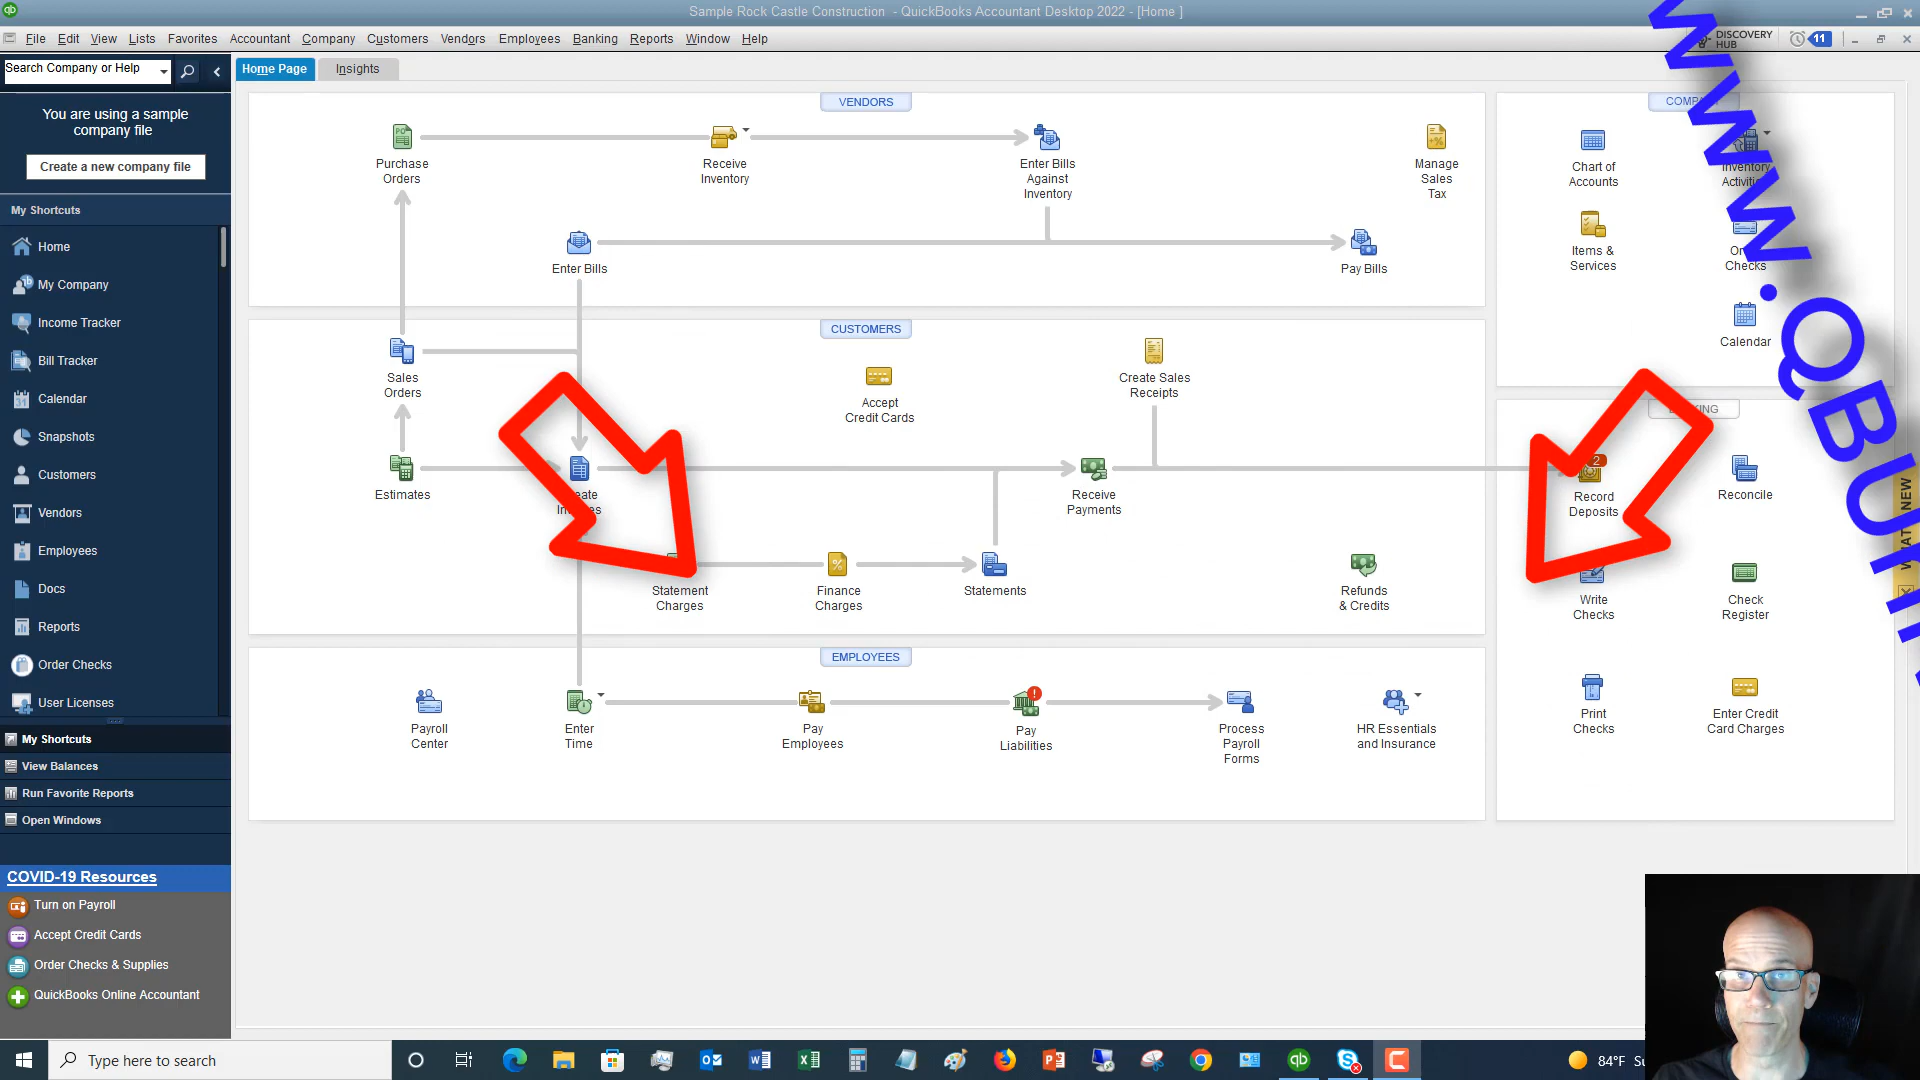 Sample Rock Castle Construction - QuickBooks Accountant Desktop 2022 - [Home ]
File Edit View Lists Favorites Accountant Company Customers Vendors Employees Banking Reports Window Help
DISCOVERY
HUB
11
Search Company or Help
Home Page
Insights
You are using a sample
company file
Create a new company file
My Shortcuts
Home
My Company
Income Tracker
Bill Tracker
Calendar
Snapshots
Customers
Vendors
Employees
Docs
Reports
Order Checks
User Licenses
My Shortcuts
View Balances
Run Favorite Reports
Open Windows
COVID-19 Resources
Turn on Payroll
Accept Credit Cards
Order Checks & Supplies
QuickBooks Online Accountant
VENDORS
Purchase
Orders
Receive
Inventory
Enter Bills
Against
Inventory
Manage
Sales
Tax
Enter Bills
Pay Bills
CUSTOMERS
Sales
Orders
Accept
Credit Cards
Create Sales
Receipts
Estimates
Receive
Payments
Statement
Charges
Finance
Charges
Statements
Refunds
& Credits
EMPLOYEES
Payroll
Center
Enter
Time
Pay
Employees
Pay
Liabilities
Process
Payroll
Forms
HR Essentials
and Insurance
Chart of
Accounts
Inventory
Items &
Services
Checks
Calendar
2
Record
Deposits
Reconcile
Write
Checks
Check
Register
Print
Checks
Enter Credit
Card Charges
NEW
www.QBU
Type here to search
84°F